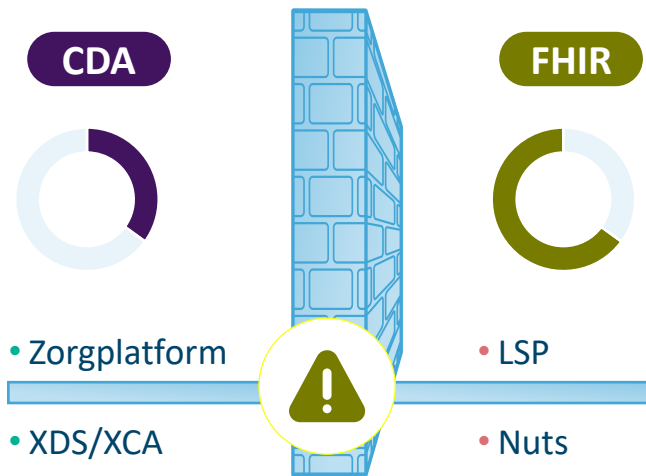 CDA
FHIR
• Zorgplatform
• LSP
• XDS/XCA
• Nuts